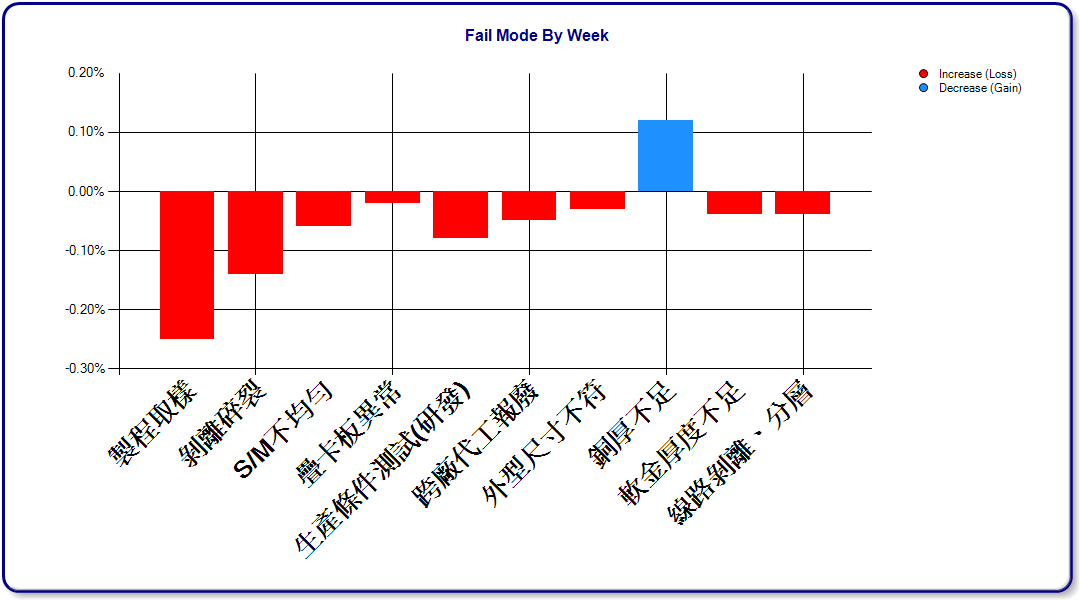 Fail Mode By Week
Increase (Loss)
Decrease (Gain)
0.20%
0.10%
0.00%
-0.10%
-0.20%
-0.30%
製程取樣
剝離碎裂
S/M不均勻
疊卡板異常
生產條件測試(研發)
跨廠代工報廢
外型尺寸不符
銅厚不足
軟金厚度不足
線路剝離、分層